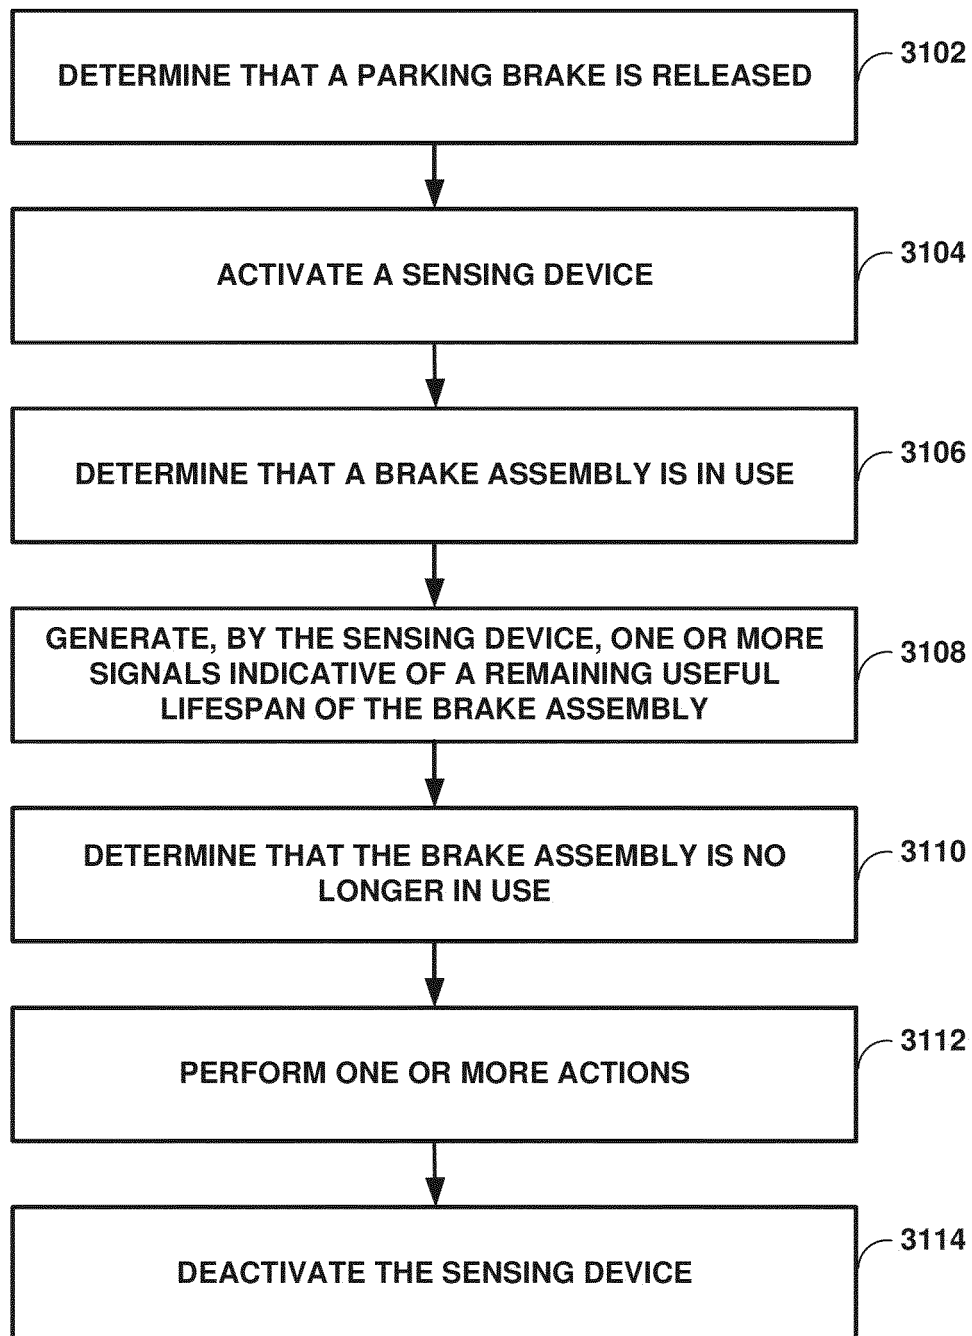 DETERMINE THAT A PARKING BRAKE IS RELEASED
3102
ACTIVATE A SENSING DEVICE
3104
DETERMINE THAT A BRAKE ASSEMBLY IS IN USE
3106
GENERATE, BY THE SENSING DEVICE, ONE OR MORE
SIGNALS INDICATIVE OF A REMAINING USEFUL
LIFESPAN OF THE BRAKE ASSEMBLY
3108
DETERMINE THAT THE BRAKE ASSEMBLY IS NO
LONGER IN USE
3110
PERFORM ONE OR MORE ACTIONS
3112
DEACTIVATE THE SENSING DEVICE
3114